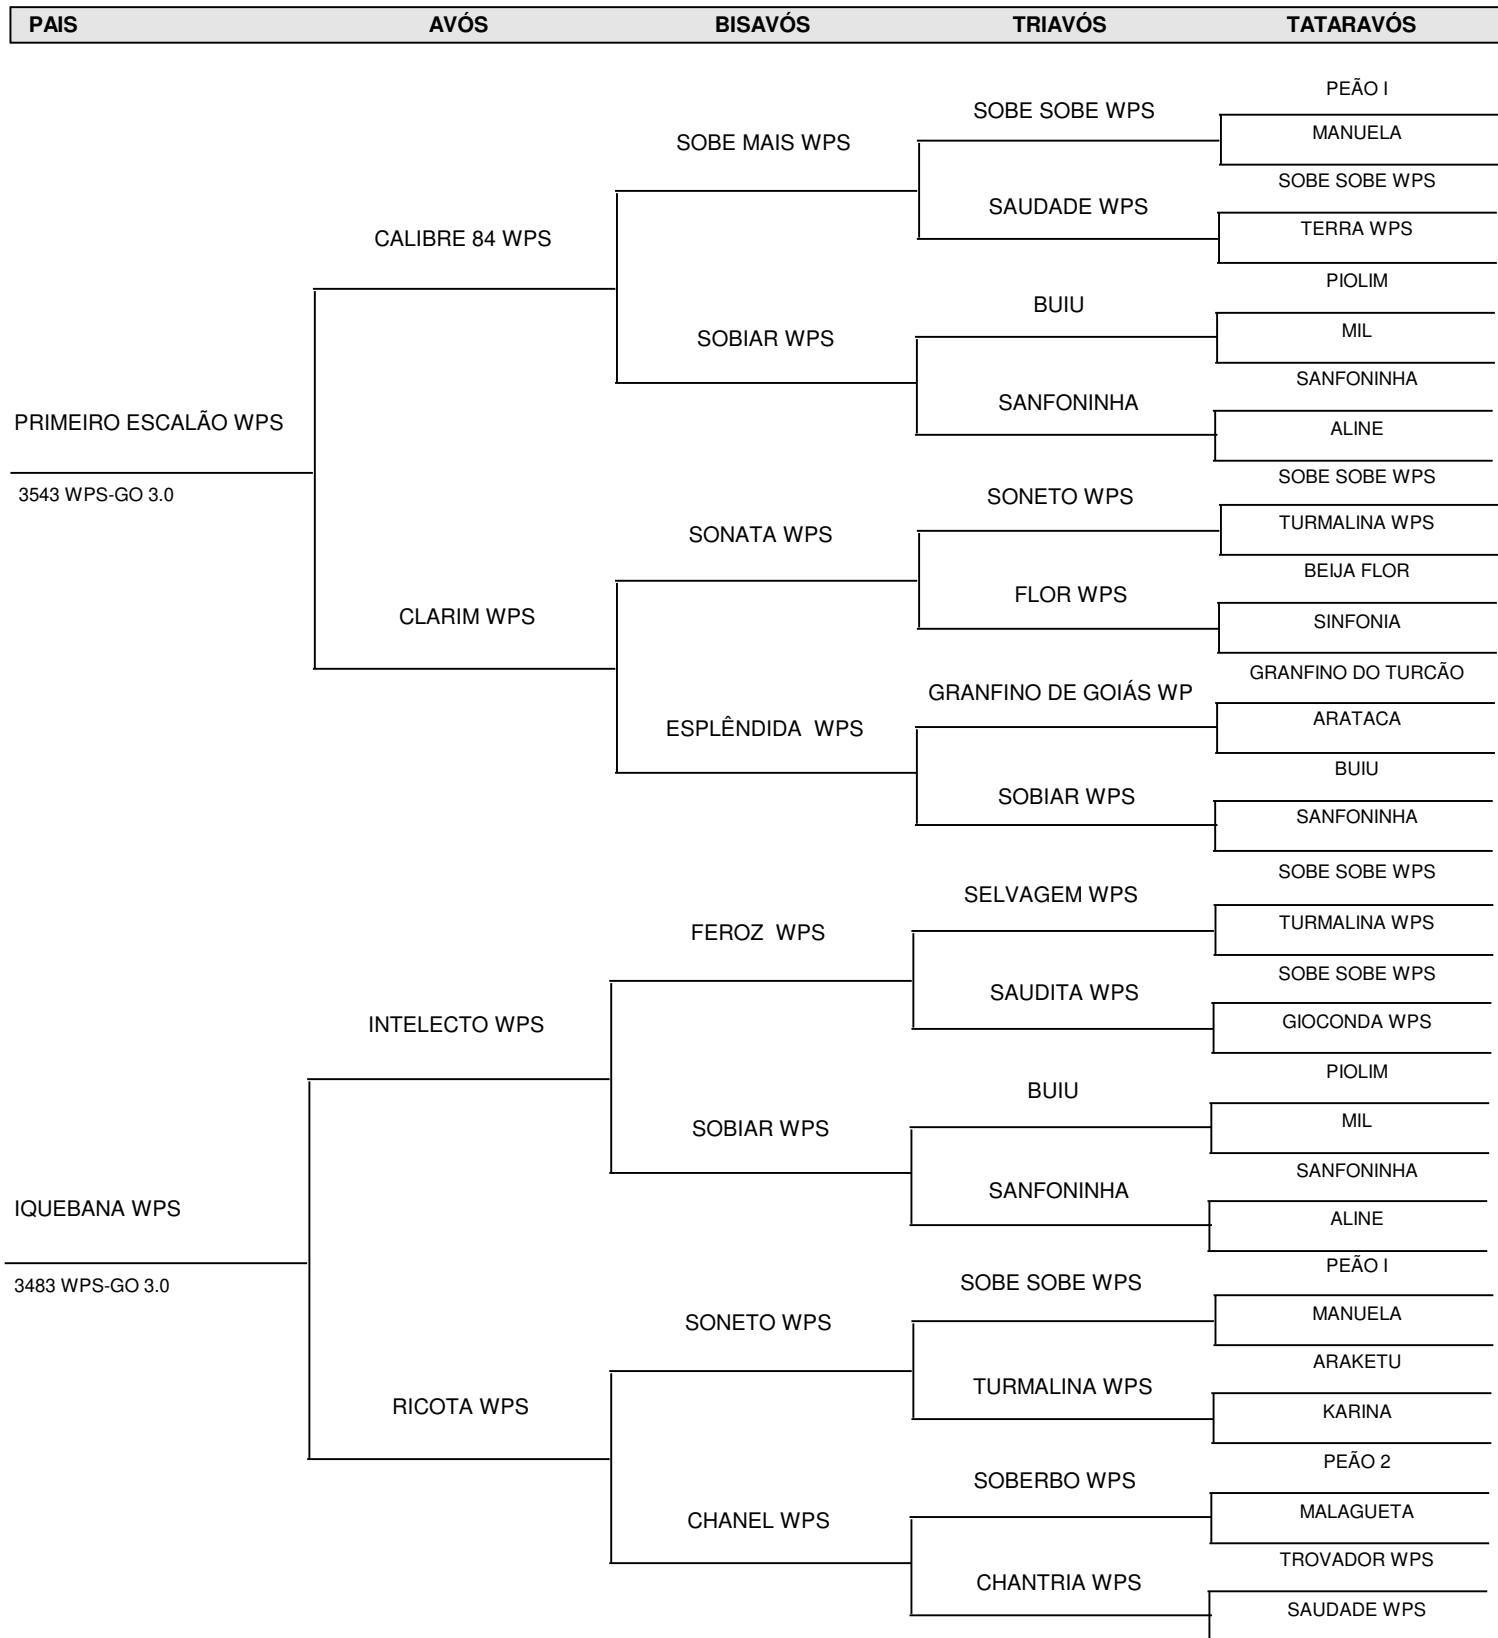 PAIS AVÓS BISAVÓS TRIAVÓS TATARAVÓS
PEÃO I
SOBE SOBE WPS
MANUELA
SOBE MAIS WPS
SOBE SOBE WPS
SAUDADE WPS
TERRA WPS
CALIBRE 84 WPS
PIOLIM
BUIU
MIL
SOBIAR WPS
SANFONINHA
SANFONINHA
ALINE
PRIMEIRO ESCALÃO WPS
SOBE SOBE WPS
3543 WPS-GO 3.0
SONETO WPS
TURMALINA WPS
SONATA WPS
BEIJA FLOR
FLOR WPS
SINFONIA
CLARIM WPS
GRANFINO DO TURCÃO
GRANFINO DE GOIÁS WP
ARATACA
ESPLÊNDIDA WPS
BUIU
SOBIAR WPS
SANFONINHA
SOBE SOBE WPS
SELVAGEM WPS
TURMALINA WPS
FEROZ WPS
SOBE SOBE WPS
SAUDITA WPS
GIOCONDA WPS
INTELECTO WPS
PIOLIM
BUIU
MIL
SOBIAR WPS
SANFONINHA
SANFONINHA
IQUEBANA WPS
ALINE
PEÃO I
3483 WPS-GO 3.0
SOBE SOBE WPS
MANUELA
SONETO WPS
ARAKETU
TURMALINA WPS
RICOTA WPS
KARINA
PEÃO 2
SOBERBO WPS
MALAGUETA
CHANEL WPS
TROVADOR WPS
CHANTRIA WPS
SAUDADE WPS